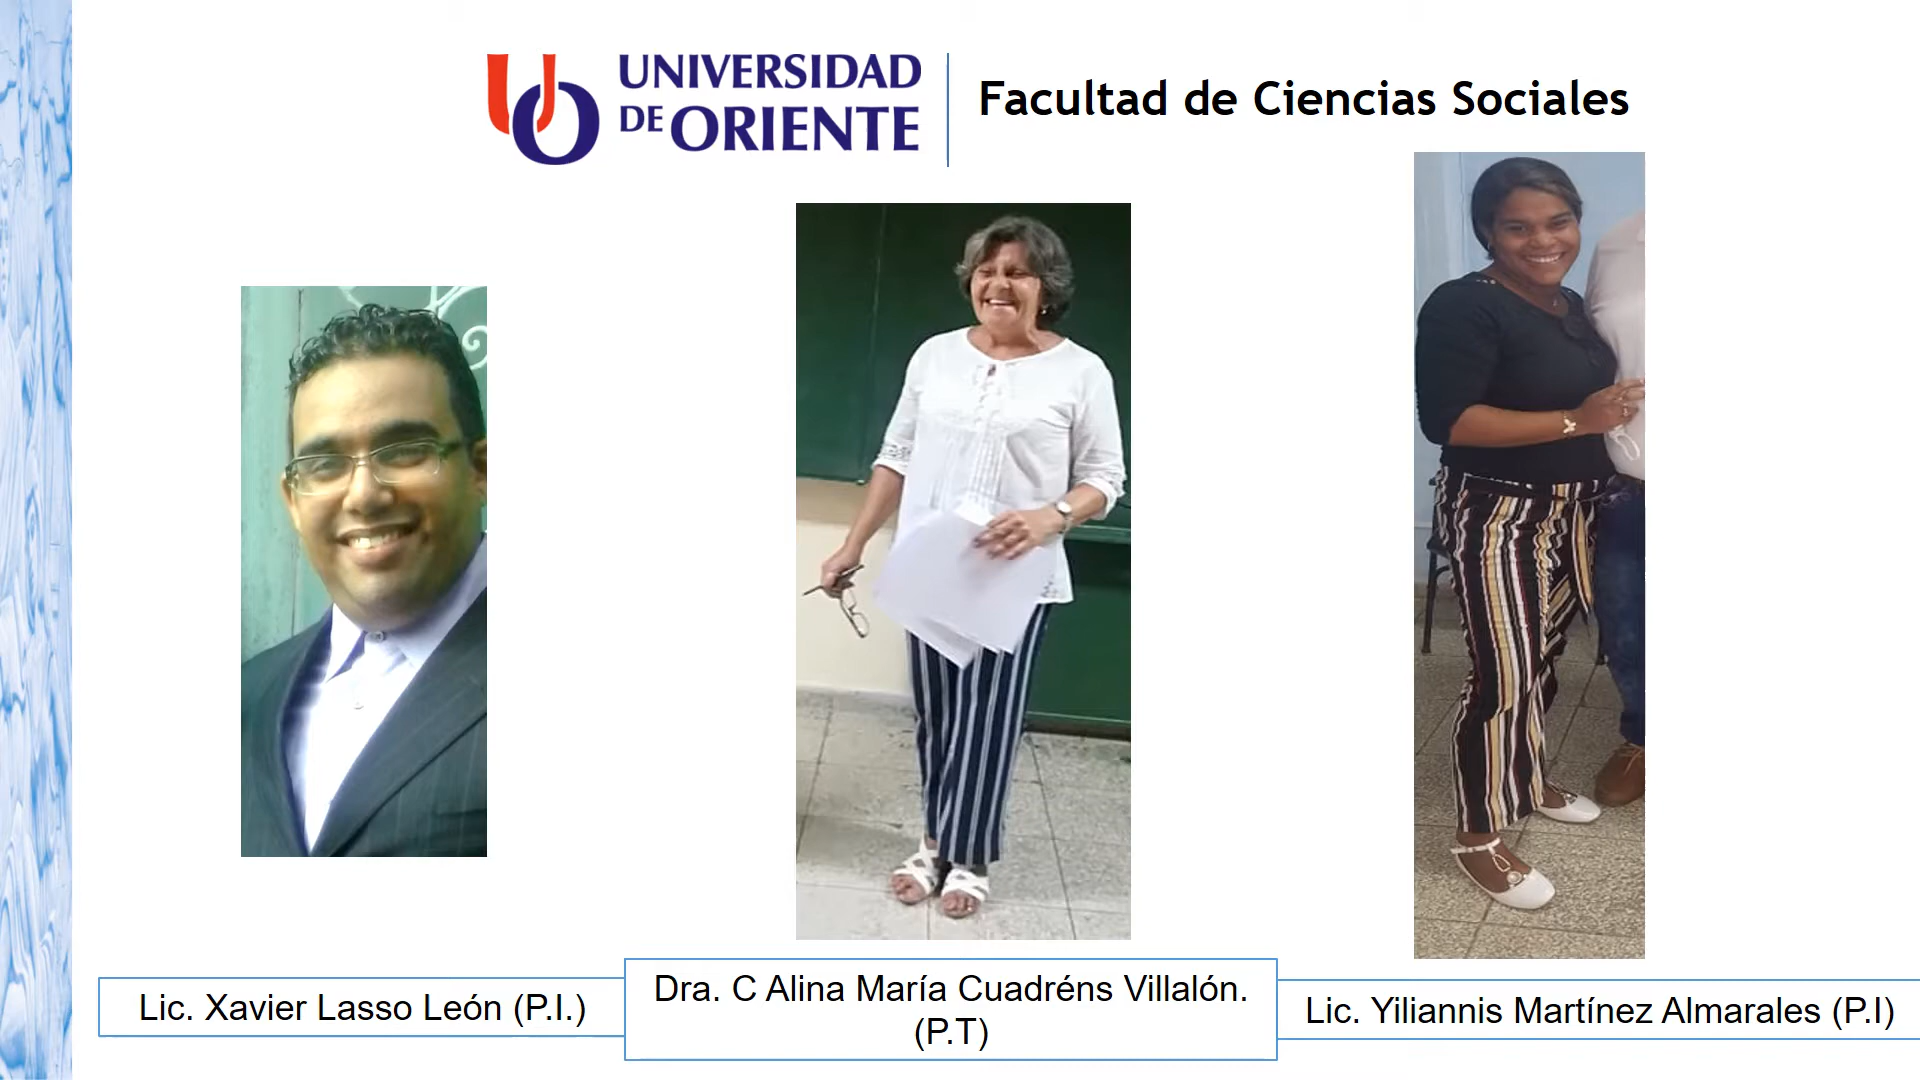 UNIVERSIDAD
DE ORIENTE
Facultad de Ciencias Sociales
Lic. Xavier Lasso León (P.I.)
Dra. C Alina María Cuadréns Villalón.
(P.T)
Lic. Yiliannis Martínez Almarales (P.I)